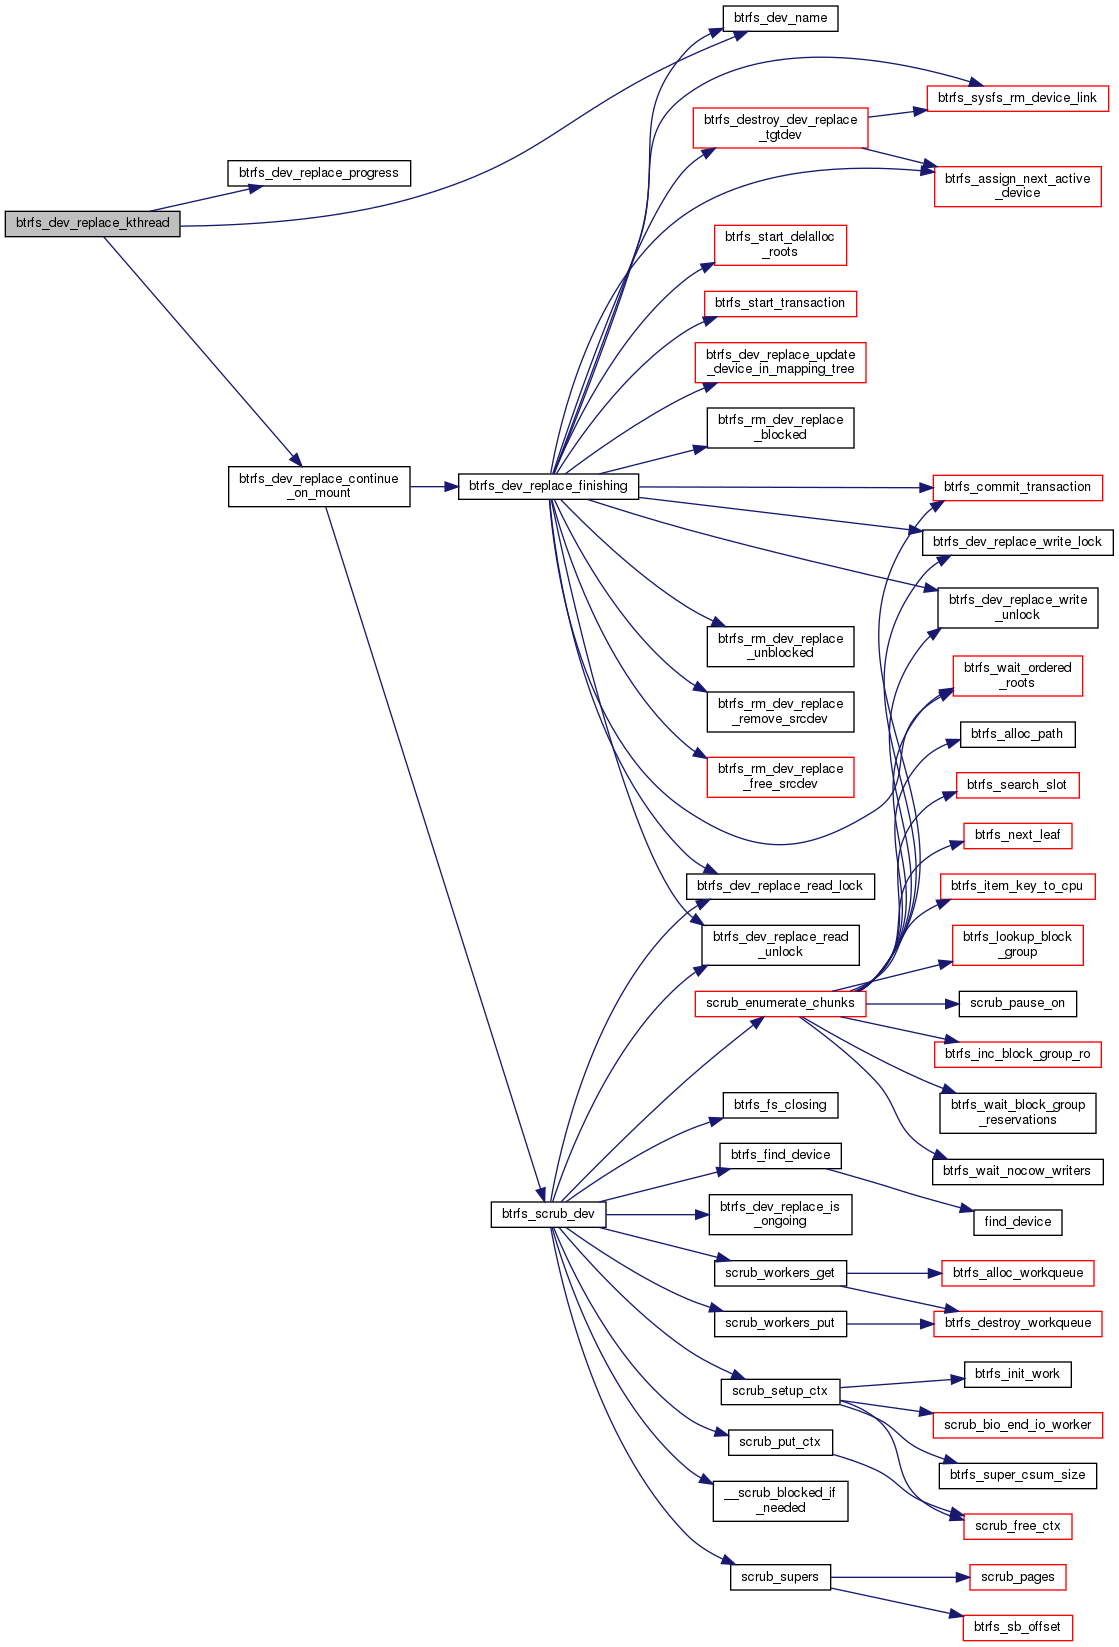 btrfs_dev_name
btrfs_sysfs_rm_device_link
btrfs_destroy_dev_replace
_tgtdev
btrfs_dev_replace_progress
btrfs_assign_next_active
_device
btrfs_dev_replace_kthread
btrfs_start_delalloc
_roots
btrfs_start_transaction
btrfs_dev_replace_update
_device_in_mapping_tree
btrfs_rm_dev_replace
_blocked
btrfs_dev_replace_continue
_on_mount
btrfs_dev_replace_finishing
btrfs_commit_transaction
btrfs_dev_replace_write_lock
btrfs_dev_replace_write
_unlock
btrfs_rm_dev_replace
_unblocked
btrfs_wait_ordered
_roots
btrfs_rm_dev_replace
_remove_srcdev
btrfs_alloc_path
btrfs_rm_dev_replace
_free_srcdev
btrfs_search_slot
btrfs_next_leaf
btrfs_dev_replace_read_lock
btrfs_item_key_to_cpu
btrfs_dev_replace_read
_unlock
btrfs_lookup_block
_group
scrub_enumerate_chunks
scrub_pause_on
btrfs_inc_block_group_ro
btrfs_fs_closing
btrfs_wait_block_group
_reservations
btrfs_find_device
btrfs_wait_nocow_writers
btrfs_scrub_dev
btrfs_dev_replace_is
_ongoing
find_device
scrub_workers_get
btrfs_alloc_workqueue
scrub_workers_put
btrfs_destroy_workqueue
scrub_setup_ctx
btrfs_init_work
scrub_bio_end_io_worker
scrub_put_ctx
btrfs_super_csum_size
__scrub_blocked_if
_needed
scrub_free_ctx
scrub_supers
scrub_pages
btrfs_sb_offset